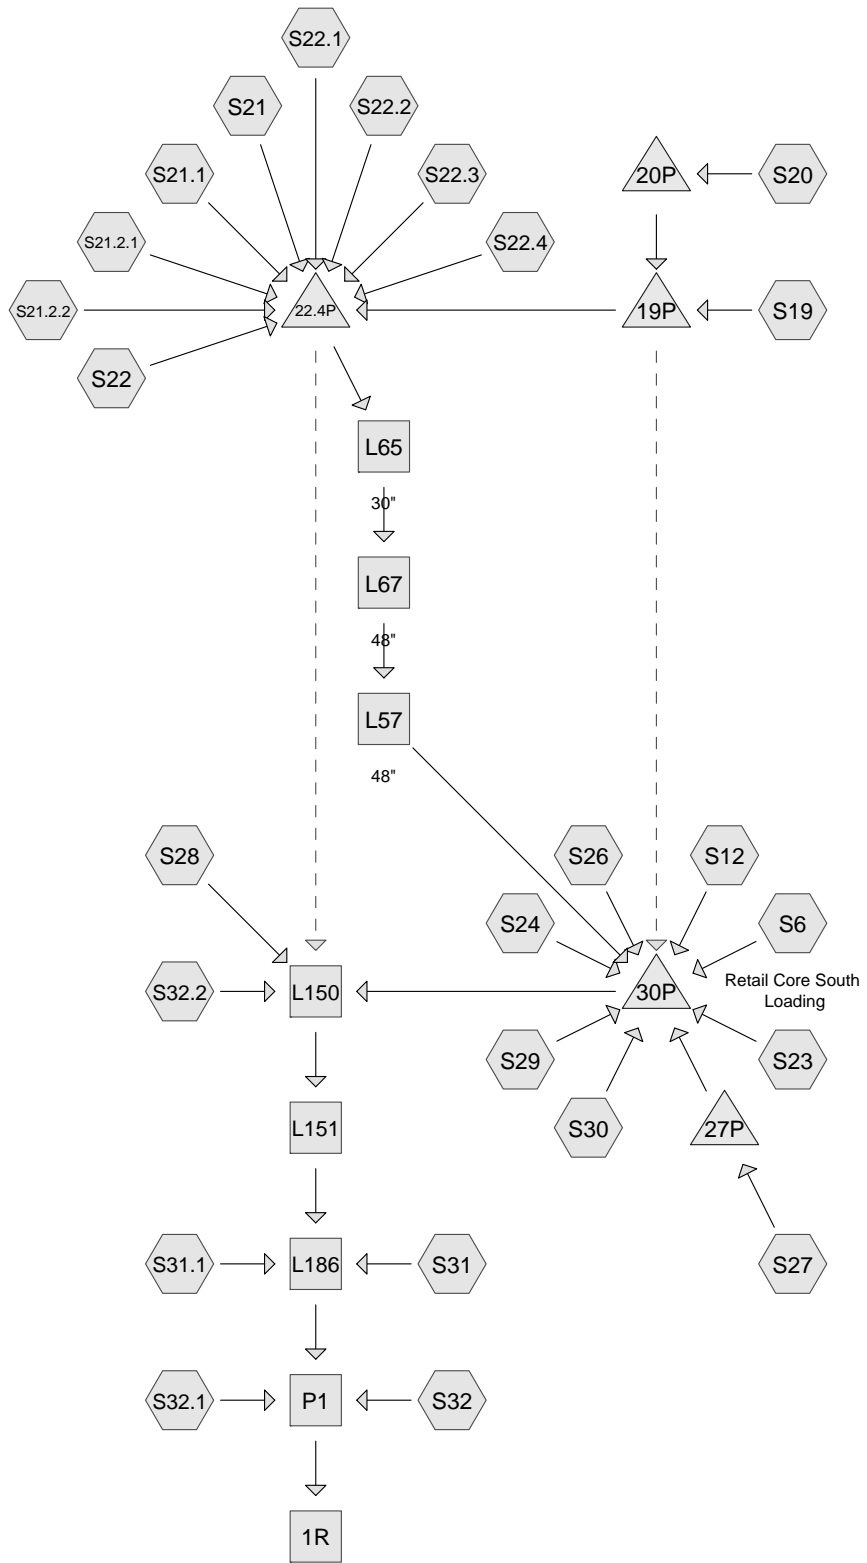 S22.1
S21
S22.2
S21.1
S22.3
20P
S20
S21.2.1
S22.4
S21.2.2
22.4P
19P
S19
S22
L65
30"
L67
48"
L57
48"
S28
S26
S12
S24
S6
S32.2
L150
30P
Retail Core South
Loading
S29
S23
L151
S30
27P
S31.1
L186
S31
S27
S32.1
P1
S32
1R